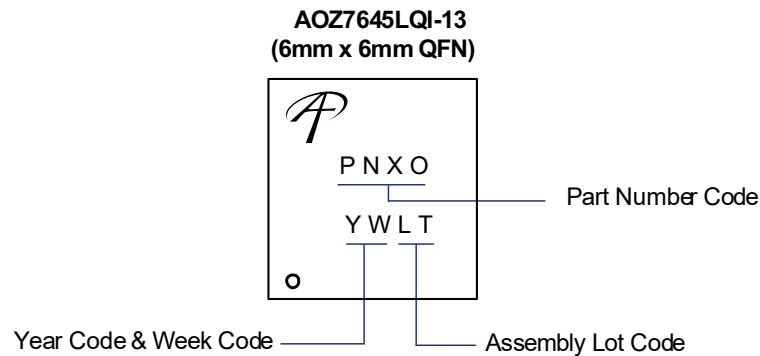 AOZ7645LQI-13
(6mm x 6mm QFN)
PNXO
Part Number Code
YWLT
Year Code & Week Code
Assembly Lot Code